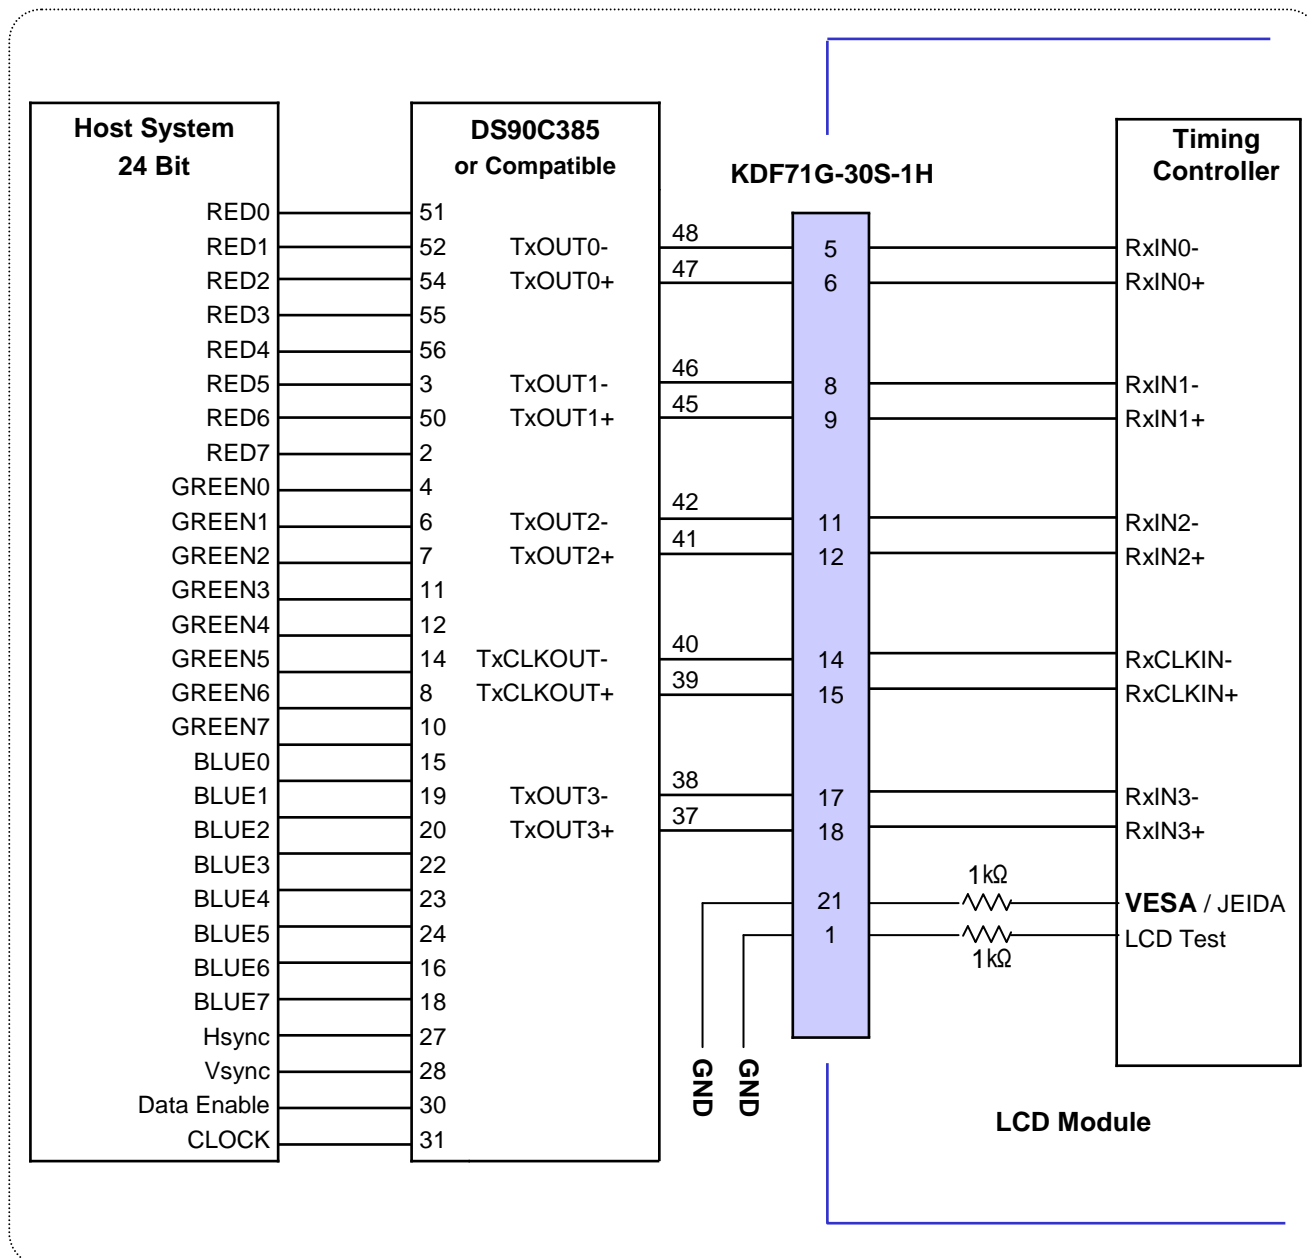 Host System
24 Bit
DS90C385
or Compatible
KDF71G-30S-1H
Timing
Controller
RED0 51
RED1 52 TxOUT0- 48 5 RxIN0-
RED2 54 TxOUT0+ 47 6 RxIN0+
RED3 55
RED4 56
RED5 3 TxOUT1- 46 8 RxIN1-
RED6 50 TxOUT1+ 45 9 RxIN1+
RED7 2
GREEN0 4
GREEN1 6 TxOUT2- 42 11 RxIN2-
GREEN2 7 TxOUT2+ 41 12 RxIN2+
GREEN3 11
GREEN4 12
GREEN5 14 TxCLKOUT- 40 14 RxCLKIN-
GREEN6 8 TxCLKOUT+ 39 15 RxCLKIN+
GREEN7 10
BLUE0 15
BLUE1 19 TxOUT3- 38 17 RxIN3-
BLUE2 20 TxOUT3+ 37 18 RxIN3+
BLUE3 22
1kΩ
BLUE4 23 21 VESA / JEIDA
BLUE5 24 1 LCD Test
1kΩ
BLUE6 16
BLUE7 18
Hsync 27
Vsync 28
Data Enable 30
CLOCK 31
GND
GND
LCD Module